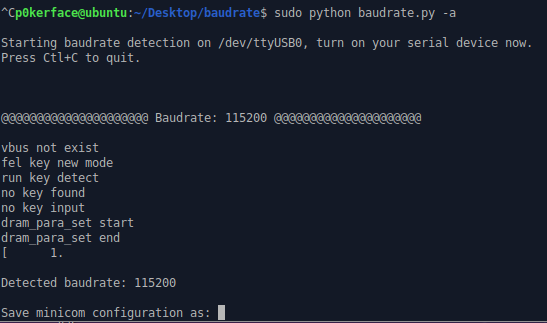 ^Cp0kerface@ubuntu:~/Desktop/baudrate$ sudo python baudrate.py -a
Starting baudrate detection on /dev/ttyUSB0, turn on your serial device now.
Press Ctl+C to quit.
@@@@@@@@@@@@@@@@@@@@@ Baudrate: 115200 @@@@@@@@@@@@@@@@@@@@@
vbus not exist
fel key new mode
run key detect
no key found
no key input
dram_para_set start
dram_para_set end
[      1.
Detected baudrate: 115200
Save minicom configuration as: